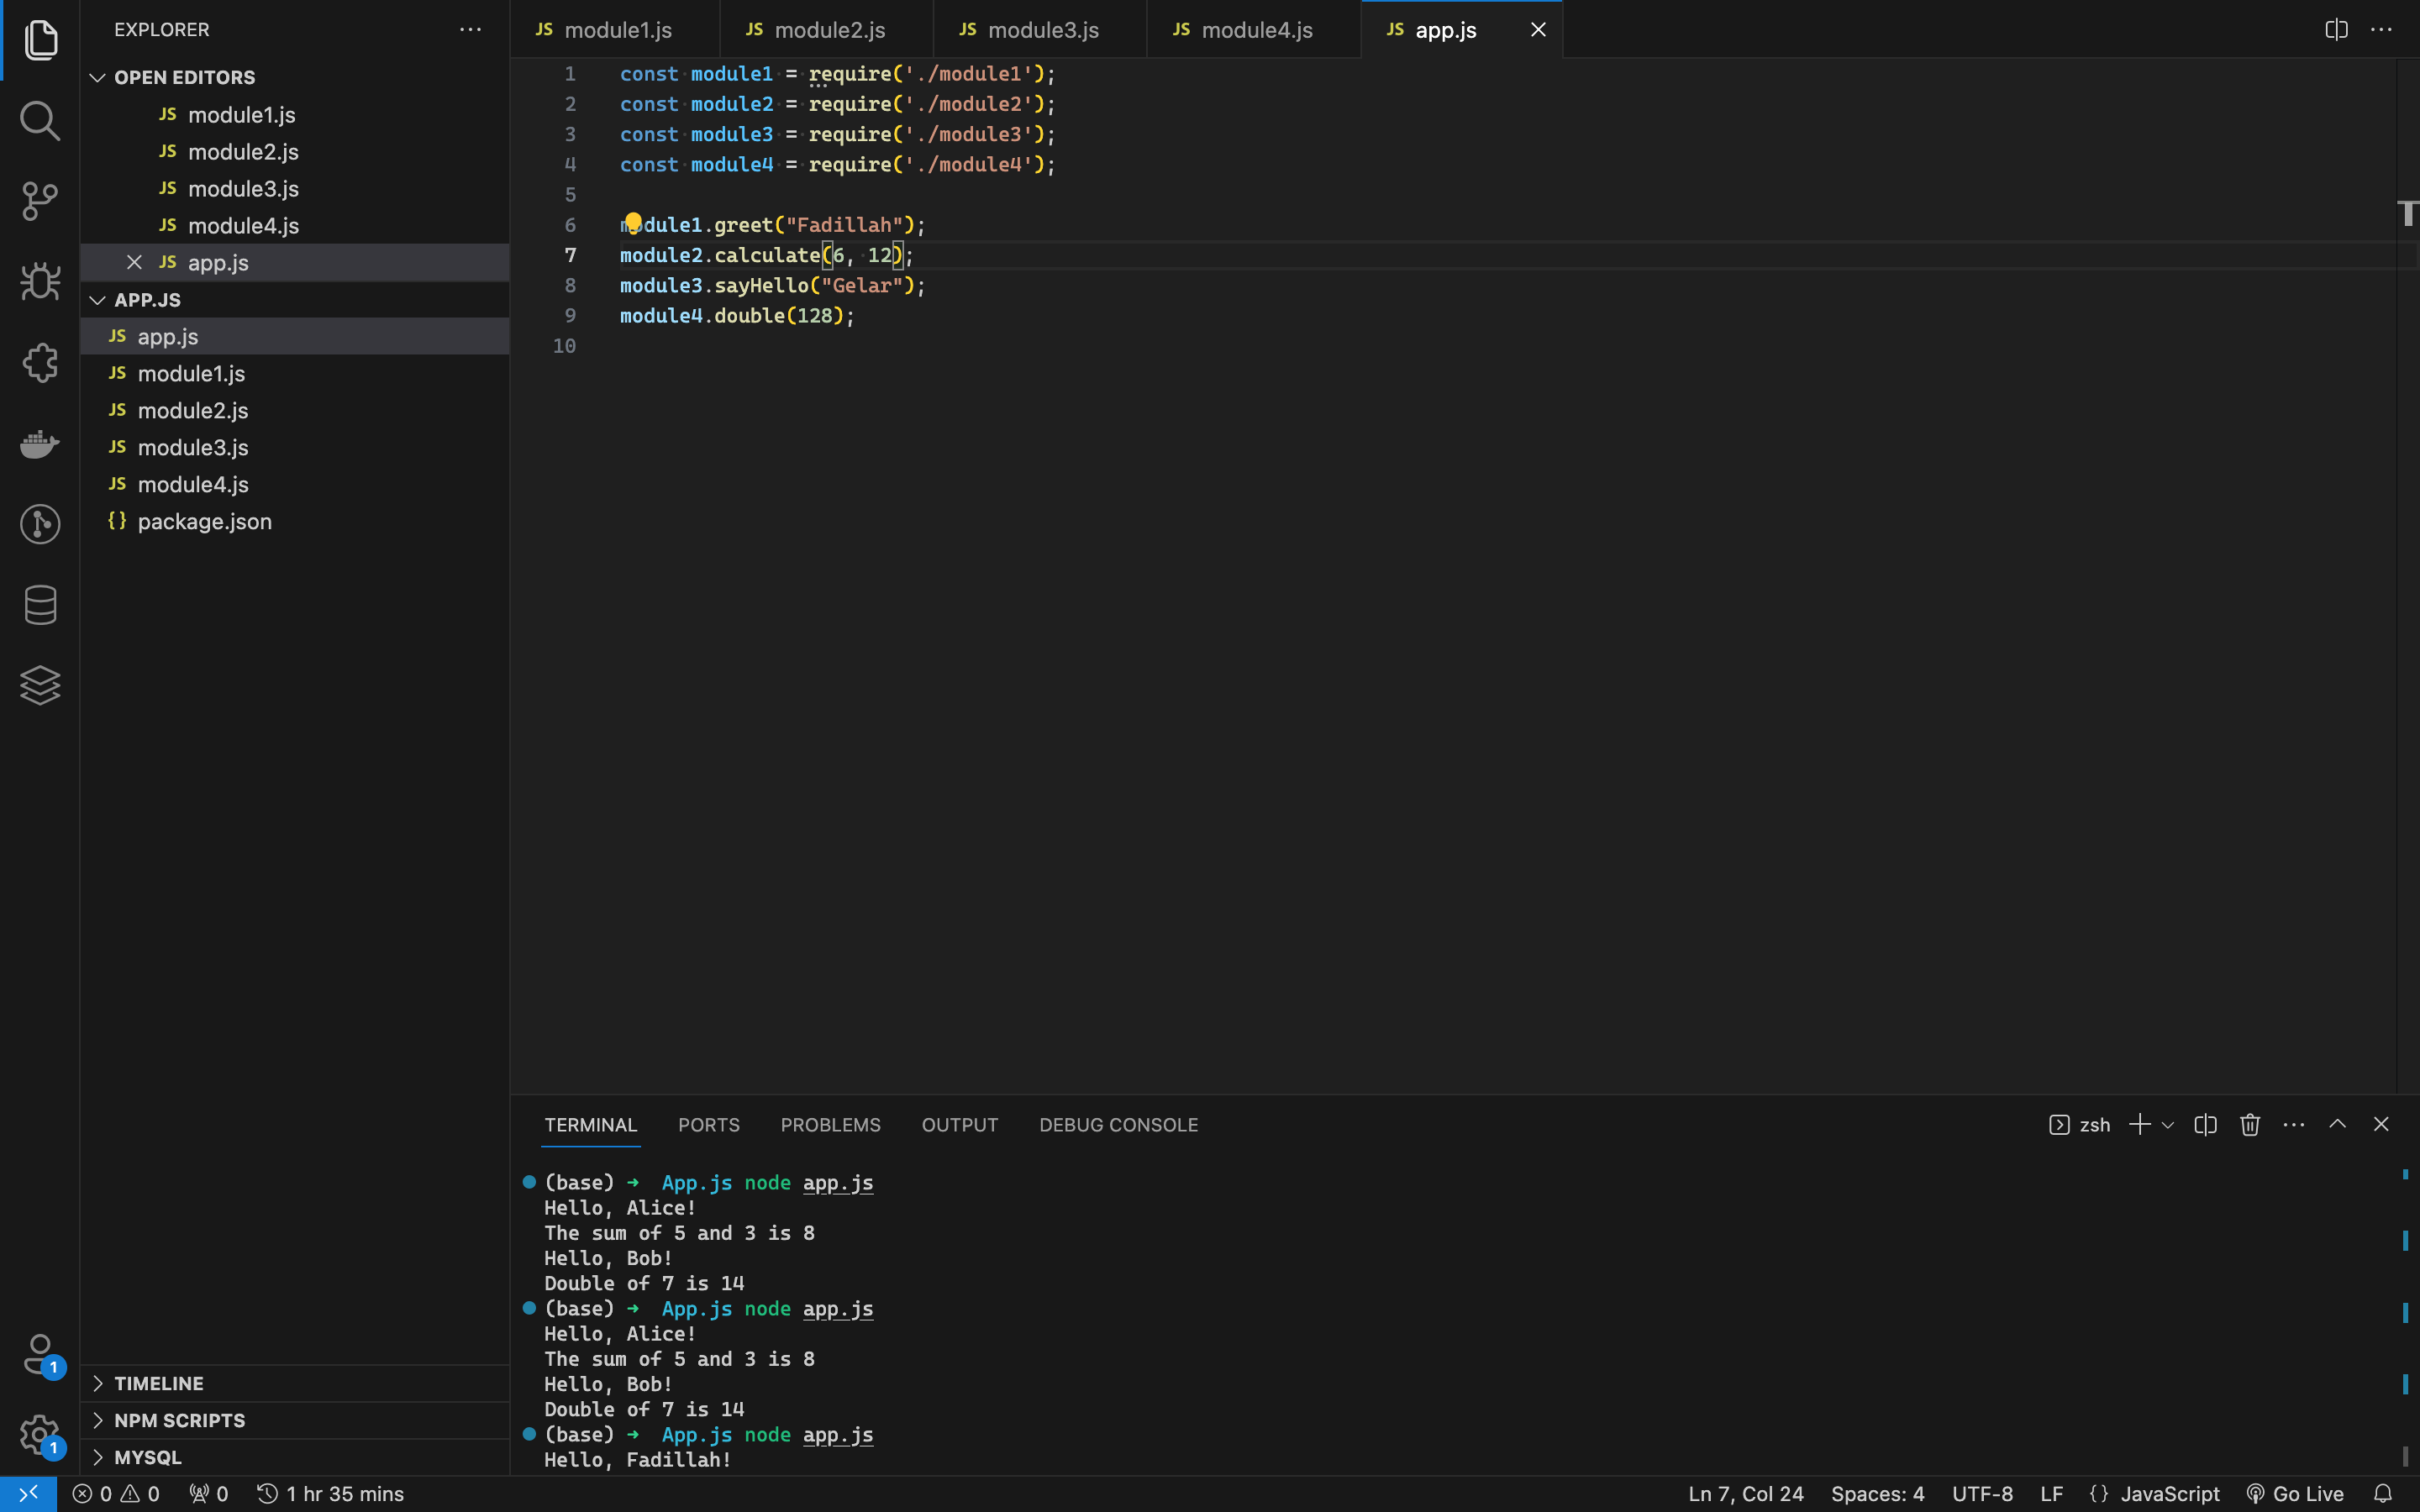 EXPLORER
OPEN EDITORS
JS module1.js
JS module2.js
JS module3.js
JS module4.js
JS app.js
APP.JS
JS app.js
JS module1.js
JS module2.js
JS module3.js
JS module4.js
{} package.json
TIMELINE
NPM SCRIPTS
MYSQL
1
1
JS module1.js JS module2.js JS module3.js JS module4.js JS app.js
1 const module1 = require('./module1');
2 const module2 = require('./module2');
3 const module3 = require('./module3');
4 const module4 = require('./module4');
5
6 module1.greet("Fadillah");
7 module2.calculate(6, 12);
8 module3.sayHello("Gelar");
9 module4.double(128);
10
TERMINAL PORTS PROBLEMS OUTPUT DEBUG CONSOLE zsh
(base) ➜ App.js node app.js
Hello, Alice!
The sum of 5 and 3 is 8
Hello, Bob!
Double of 7 is 14
(base) ➜ App.js node app.js
Hello, Alice!
The sum of 5 and 3 is 8
Hello, Bob!
Double of 7 is 14
(base) ➜ App.js node app.js
Hello, Fadillah!
0 0 0 1 hr 35 mins Ln 7, Col 24 Spaces: 4 UTF-8 LF {} JavaScript Go Live